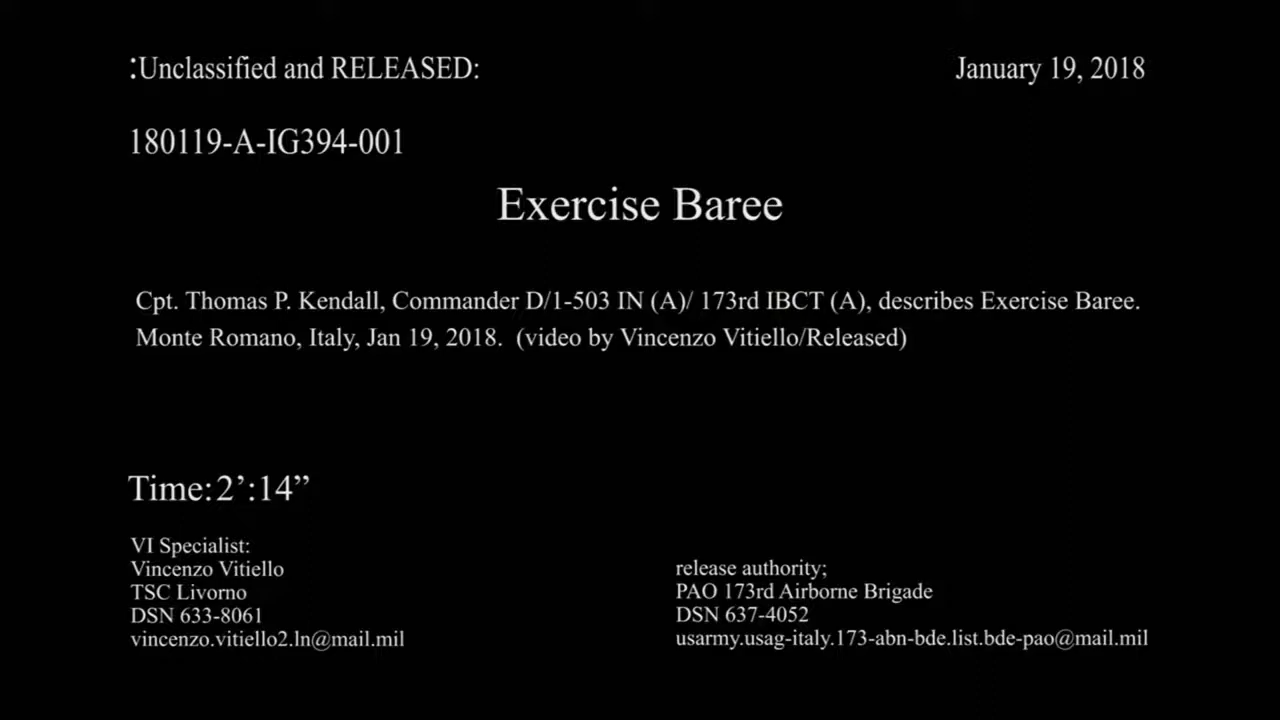 :Unclassified and RELEASED:
January 19, 2018
180119-A-IG394-001
Exercise Baree
Cpt. Thomas P. Kendall, Commander D/1-503 IN (A)/ 173rd IBCT (A), describes Exercise Baree.
Monte Romano, Italy, Jan 19, 2018.  (video by Vincenzo Vitiello/Released)
Time:2’:14”
VI Specialist:
Vincenzo Vitiello
TSC Livorno
DSN 633-8061
vincenzo.vitiello2.ln@mail.mil
release authority;
PAO 173rd Airborne Brigade
DSN 637-4052
usarmy.usag-italy.173-abn-bde.list.bde-pao@mail.mil